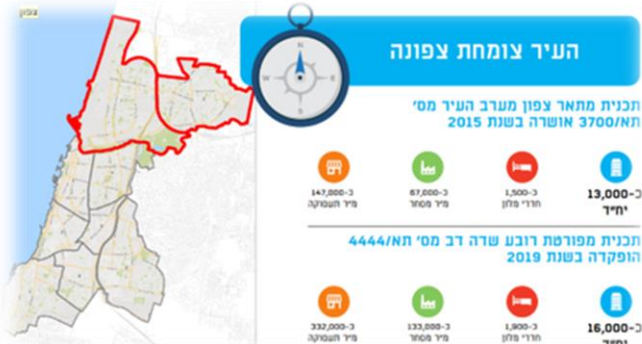 צפון
N
W
E
S
העיר צומחת צפונה
תכנית מתאר צפון מערב העיר מס'
תא/3700 אושרה בשנת 2015
כ-13,000
יח"ד
כ-1,500
חדרי מלון
כ-67,000
מ״ר מסחר
כ-147,000
מ״ר תעסוקה
תכנית מפורטת רובע שדה דב מס' תא/4444
הופקדה בשנת 2019
כ-16,000
יח"ד
כ-1,900
חדרי מלון
כ-133,000
מ״ר מסחר
כ-332,000
מ״ר תעסוקה